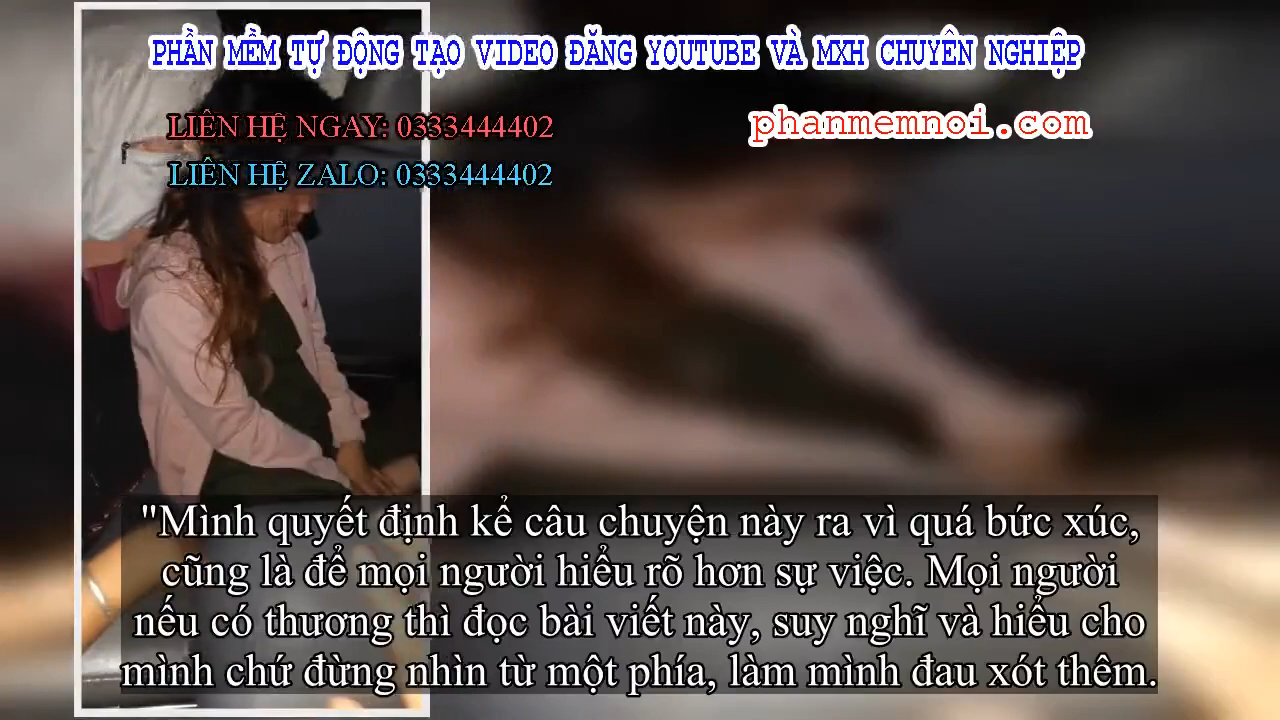 PHẦN MỀM TỰ ĐỘNG TẠO VIDEO ĐĂNG YOUTUBE VÀ MXH CHUYÊN NGHIỆP
LIÊN HỆ NGAY: 0333444402
phanmemnoi.com
LIÊN HỆ ZALO: 0333444402
"Mình quyết định kể câu chuyện này ra vì quá bức xúc,
cũng là để mọi người hiểu rõ hơn sự việc. Mọi người
nếu có thương thì đọc bài viết này, suy nghĩ và hiểu cho
mình chứ đừng nhìn từ một phía, làm mình đau xót thêm.